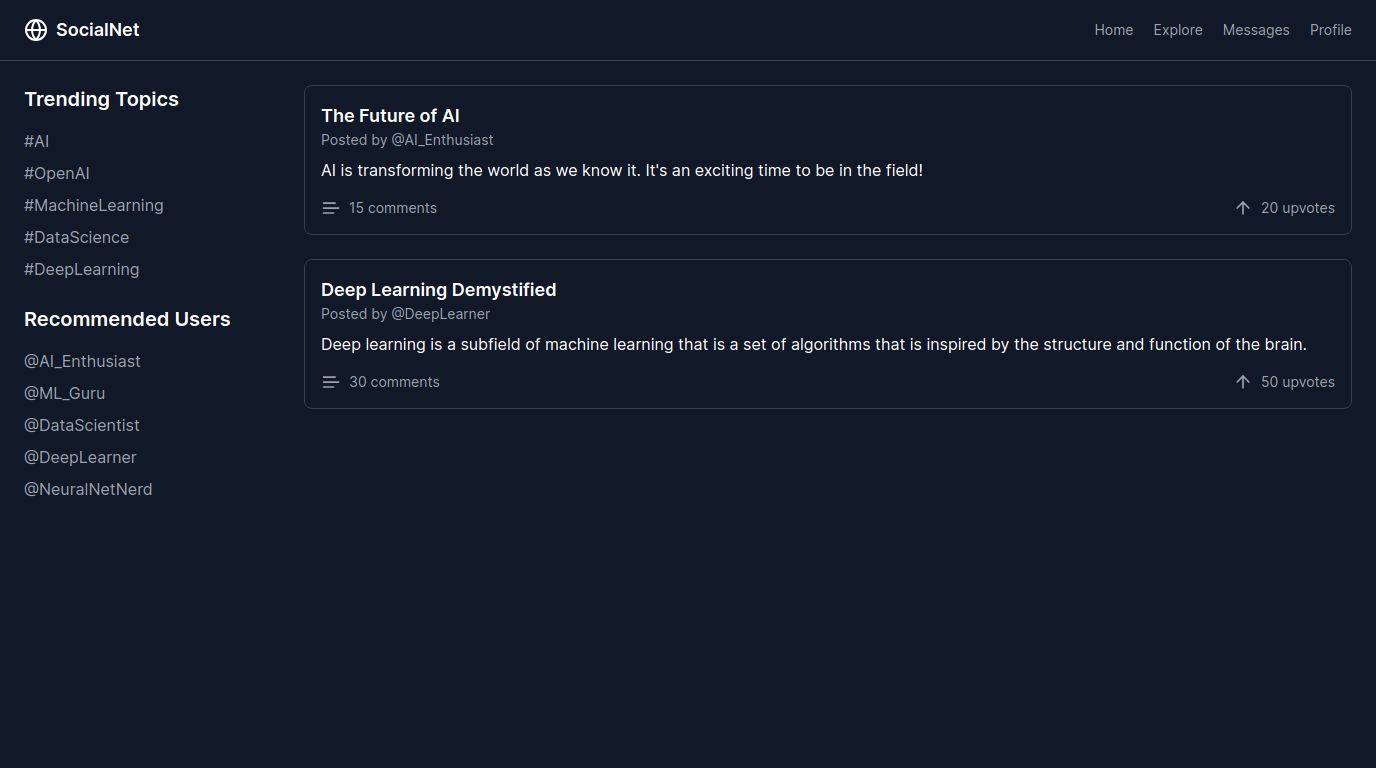 SocialNet
Home Explore Messages Profile
Trending Topics
#AI
#OpenAI
#MachineLearning
#DataScience
#DeepLearning
Recommended Users
@AI_Enthusiast
@ML_Guru
@DataScientist
@DeepLearner
@NeuralNetNerd
The Future of AI
Posted by @AI_Enthusiast
AI is transforming the world as we know it. It's an exciting time to be in the field!
15 comments 20 upvotes
Deep Learning Demystified
Posted by @DeepLearner
Deep learning is a subfield of machine learning that is a set of algorithms that is inspired by the structure and function of the brain.
30 comments 50 upvotes